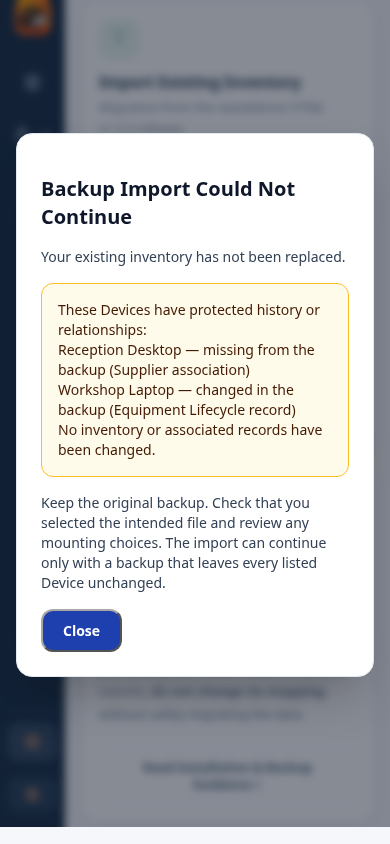 Import Existing Inventory
Backup Import Could Not
Continue
Your existing inventory has not been replaced.
These Devices have protected history or
relationships:
Reception Desktop — missing from the
backup (Supplier association)
Workshop Laptop — changed in the
backup (Equipment Lifecycle record)
No inventory or associated records have
been changed.
Keep the original backup. Check that you
selected the intended file and review any
mounting choices. The import can continue
only with a backup that leaves every listed
Device unchanged.
Close